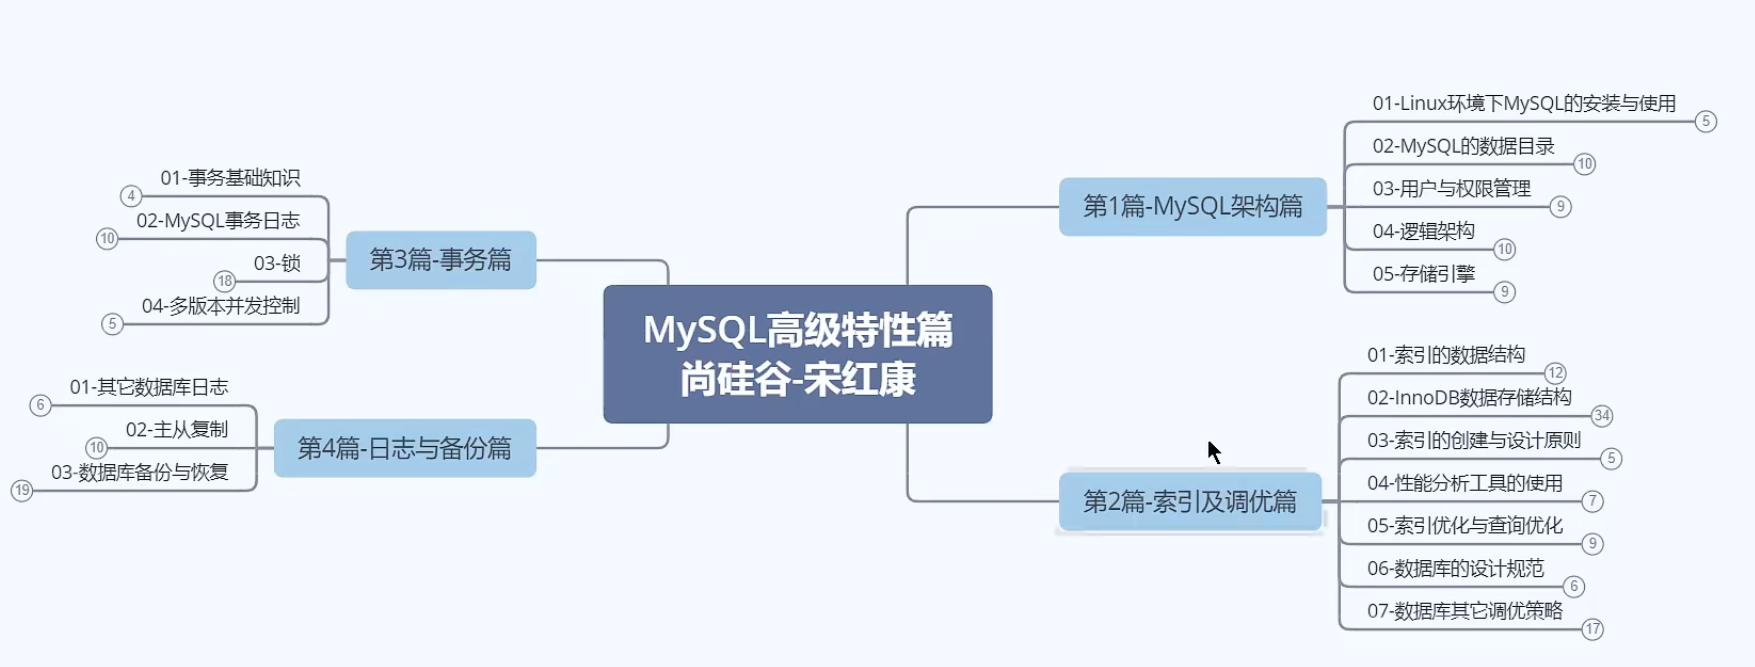 MySQL高级特性篇
尚硅谷-宋红康
第1篇-MySQL架构篇
01-Linux环境下MySQL的安装与使用
5
02-MySQL的数据目录
10
03-用户与权限管理
9
04-逻辑架构
10
05-存储引擎
9
第2篇-索引及调优篇
01-索引的数据结构
12
02-InnoDB数据存储结构
34
03-索引的创建与设计原则
5
04-性能分析工具的使用
7
05-索引优化与查询优化
9
06-数据库的设计规范
6
07-数据库其它调优策略
17
第3篇-事务篇
01-事务基础知识
4
02-MySQL事务日志
10
03-锁
18
04-多版本并发控制
5
第4篇-日志与备份篇
01-其它数据库日志
6
02-主从复制
10
03-数据库备份与恢复
19